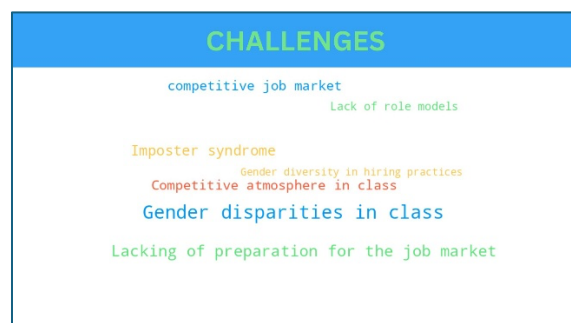 CHALLENGES
competitive job market
Lack of role models
Imposter syndrome
Gender diversity in hiring practices
Competitive atmosphere in class
Gender disparities in class
Lacking of preparation for the job market